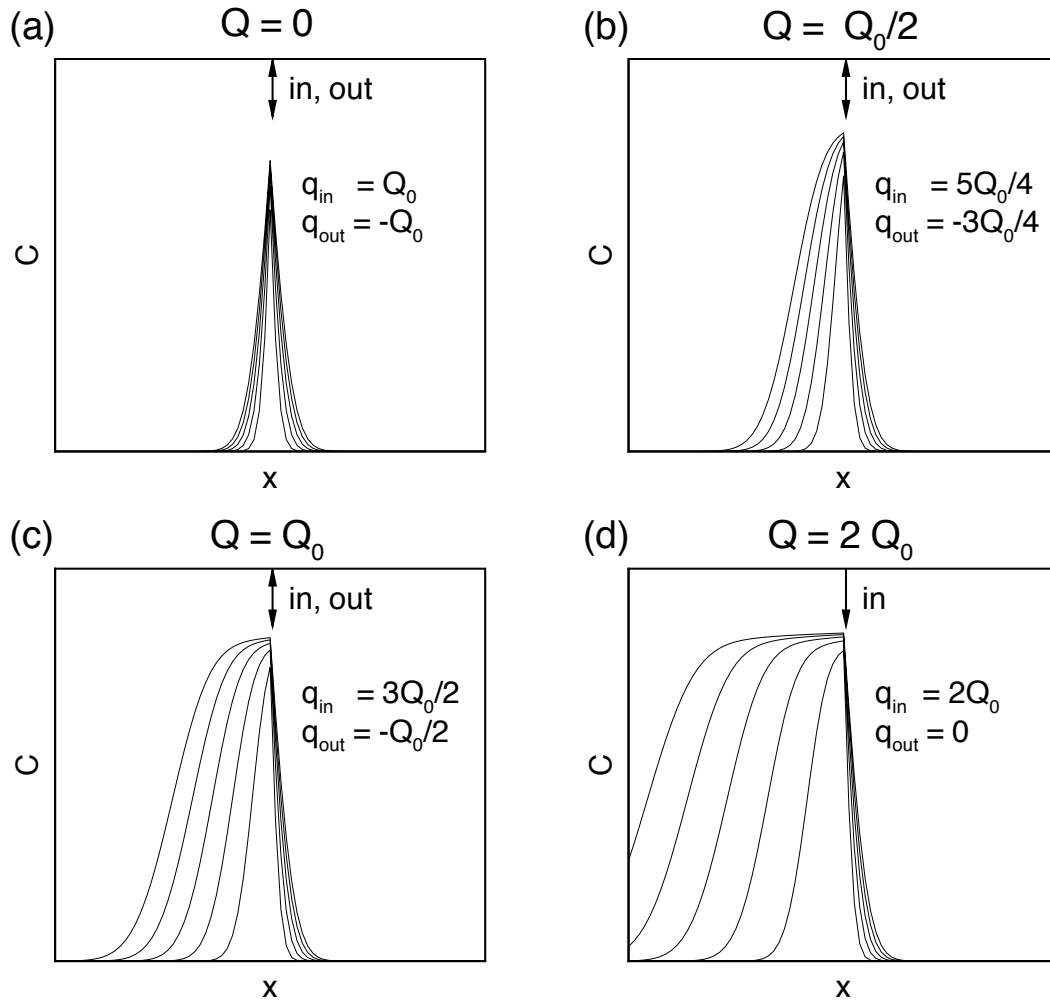 (a) Q = 0
in, out
q_in = Q_0
q_out = -Q_0
C
x
(b) Q = Q_0/2
in, out
q_in = 5Q_0/4
q_out = -3Q_0/4
C
x
(c) Q = Q_0
in, out
q_in = 3Q_0/2
q_out = -Q_0/2
C
x
(d) Q = 2 Q_0
in
q_in = 2Q_0
q_out = 0
C
x